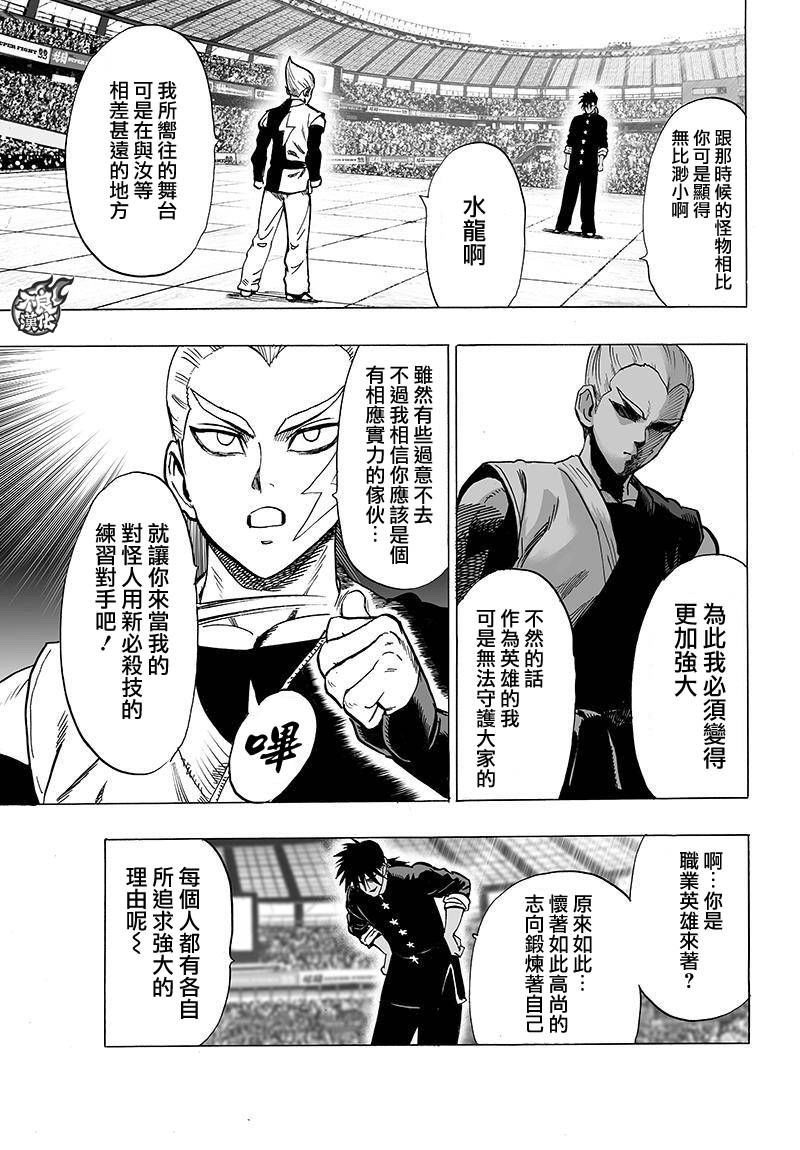 跟那時候的怪物相比
你可是顯得
無比渺小啊
水龍啊
我所嚮往的舞台
可是在與汝等
相差甚遠的地方
狼
漢化
為此我必須變得
更加強大
不然的話
作為英雄的我
可是無法守護大家的
雖然有些過意不去
不過我相信你應該是個
有相應實力的傢伙…
就讓你來當我的
對怪人用新必殺技的
練習對手吧！
嗶
啊…你是
職業英雄來著？
原來如此…
懷著如此高尚的
志向鍛煉著自己
每個人都有各自
所追求強大的
理由呢～